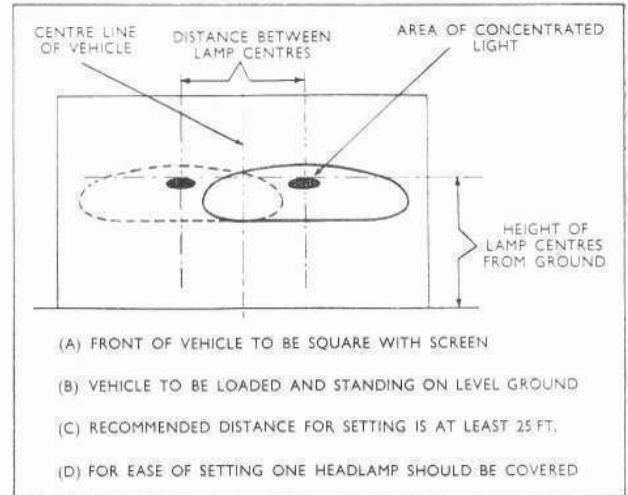 CENTRE LINE
OF VEHICLE
DISTANCE BETWEEN
LAMP CENTRES
AREA OF CONCENTRATED
LIGHT
HEIGHT OF
LAMP CENTRES
FROM GROUND
(A) FRONT OF VEHICLE TO BE SQUARE WITH SCREEN
(B) VEHICLE TO BE LOADED AND STANDING ON LEVEL GROUND
(C) RECOMMENDED DISTANCE FOR SETTING IS AT LEAST 25 FT.
(D) FOR EASE OF SETTING ONE HEADLAMP SHOULD BE COVERED